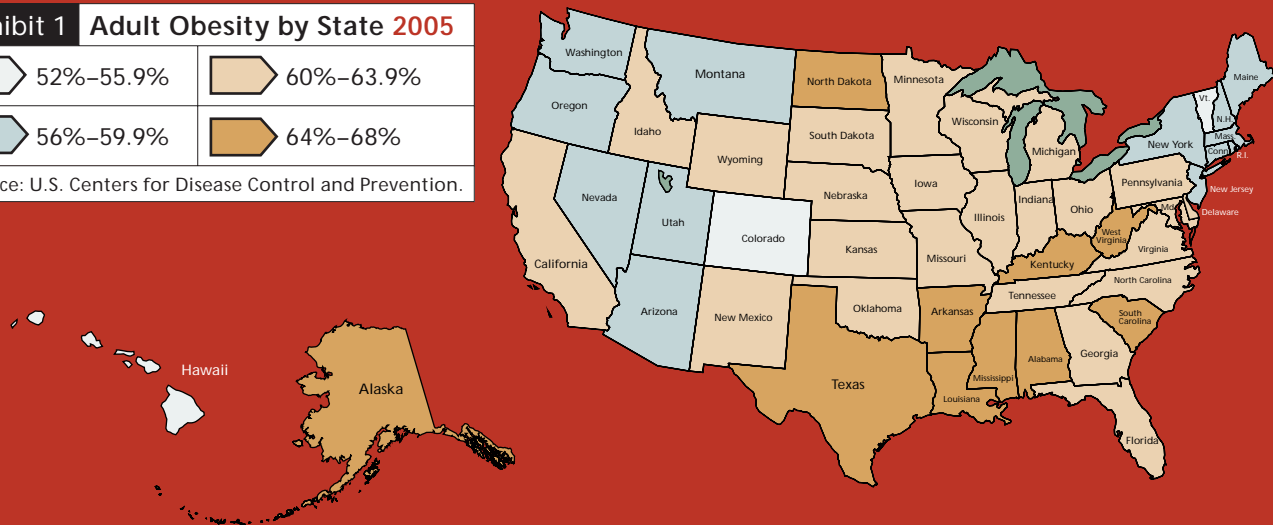 hibit 1 Adult Obesity by State 2005
52%–55.9% 60%–63.9%
56%–59.9% 64%–68%
ce: U.S. Centers for Disease Control and Prevention.
Washington
Montana
North Dakota
Minnesota
Maine
Oregon
Idaho
South Dakota
Wisconsin
Michigan
Vt.
N.H.
New York
Mass.
Conn.
R.I.
Wyoming
Nebraska
Iowa
Illinois
Indiana
Ohio
Pennsylvania
New Jersey
Md.
Delaware
Nevada
Utah
Colorado
Kansas
Missouri
Kentucky
West
Virginia
Virginia
California
Arizona
New Mexico
Oklahoma
Arkansas
Tennessee
North Carolina
South
Carolina
Texas
Louisiana
Mississippi
Alabama
Georgia
Florida
Hawaii
Alaska